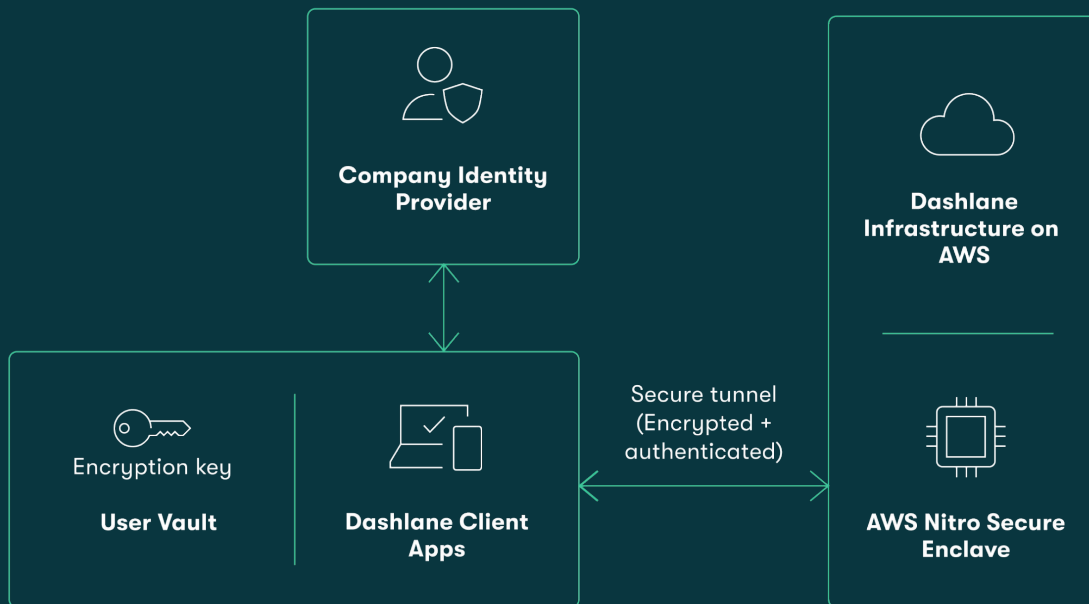 Company Identity
Provider
Dashlane
Infrastructure on
AWS
Secure tunnel
(Encrypted +
authenticated)
Encryption key
User Vault
Dashlane Client
Apps
AWS Nitro Secure
Enclave